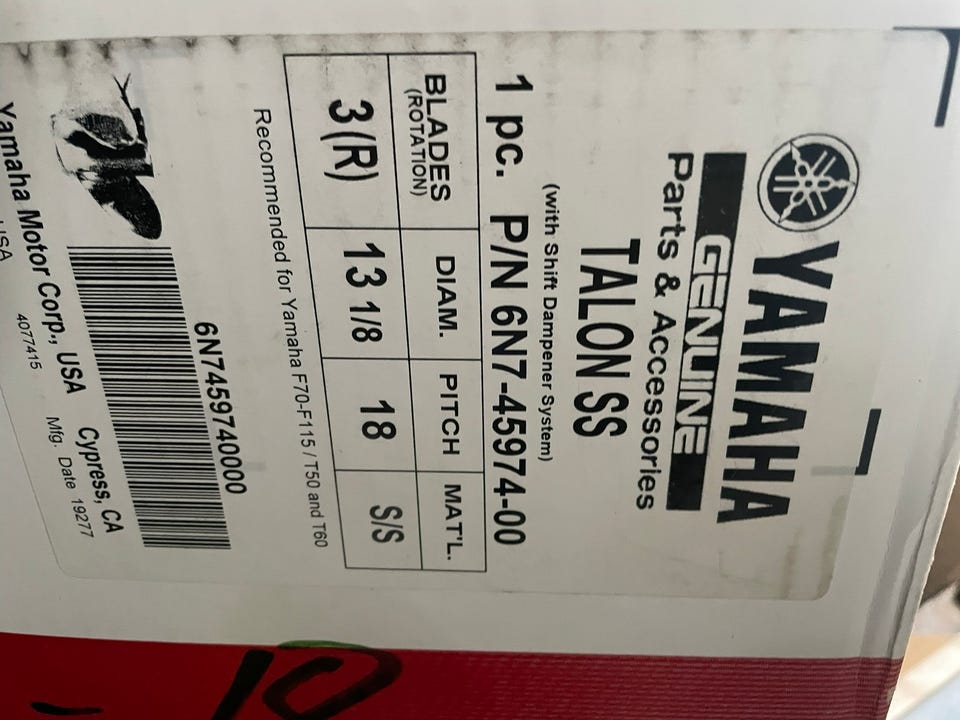 YAMAHA
GENUINE
Parts & Accessories
TALON SS
(with Shift Dampener System)
1 pc. P/N 6N7-45974-00
BLADES (ROTATION) DIAM. PITCH MAT'L.
3 (R) 13 1/8 18 S/S
Recommended for Yamaha F70-F115 / T50 and T60
6N7459740000
Yamaha Motor Corp., USA Cypress, CA
USA 4077415 Mfg. Date 19277